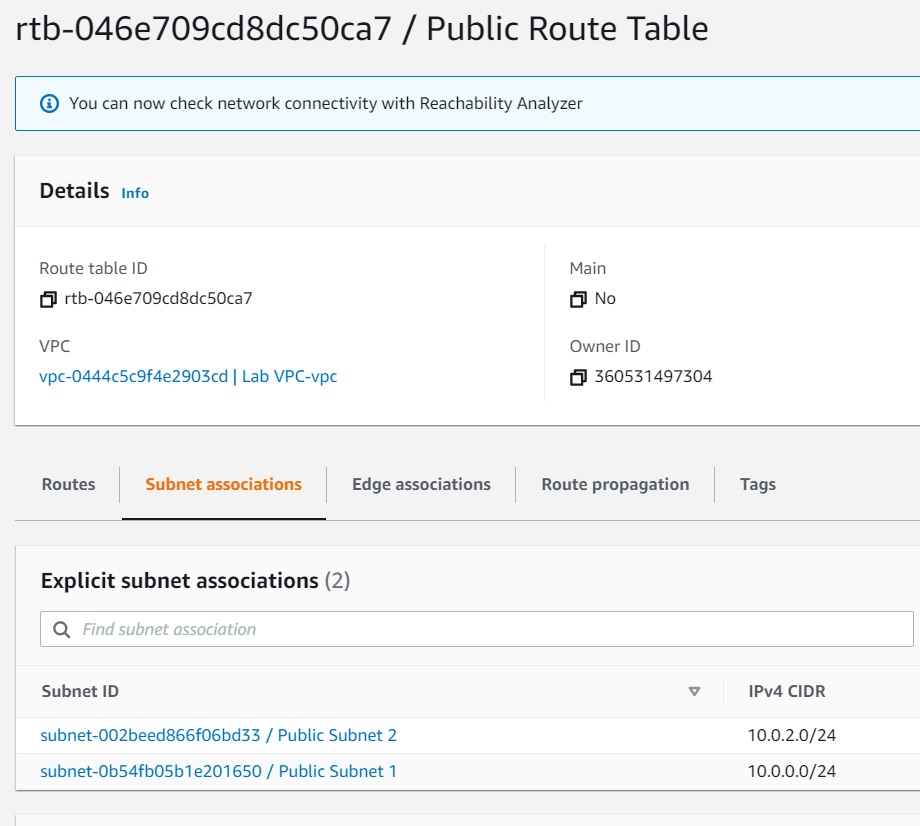 rtb-046e709cd8dc50ca7 / Public Route Table
You can now check network connectivity with Reachability Analyzer
Details Info
Route table ID
rtb-046e709cd8dc50ca7
Main
No
VPC
vpc-0444c5c9f4e2903cd | Lab VPC-vpc
Owner ID
360531497304
Routes Subnet associations Edge associations Route propagation Tags
Explicit subnet associations (2)
Find subnet association
Subnet ID IPv4 CIDR
subnet-002beed866f06bd33 / Public Subnet 2 10.0.2.0/24
subnet-0b54fb05b1e201650 / Public Subnet 1 10.0.0.0/24